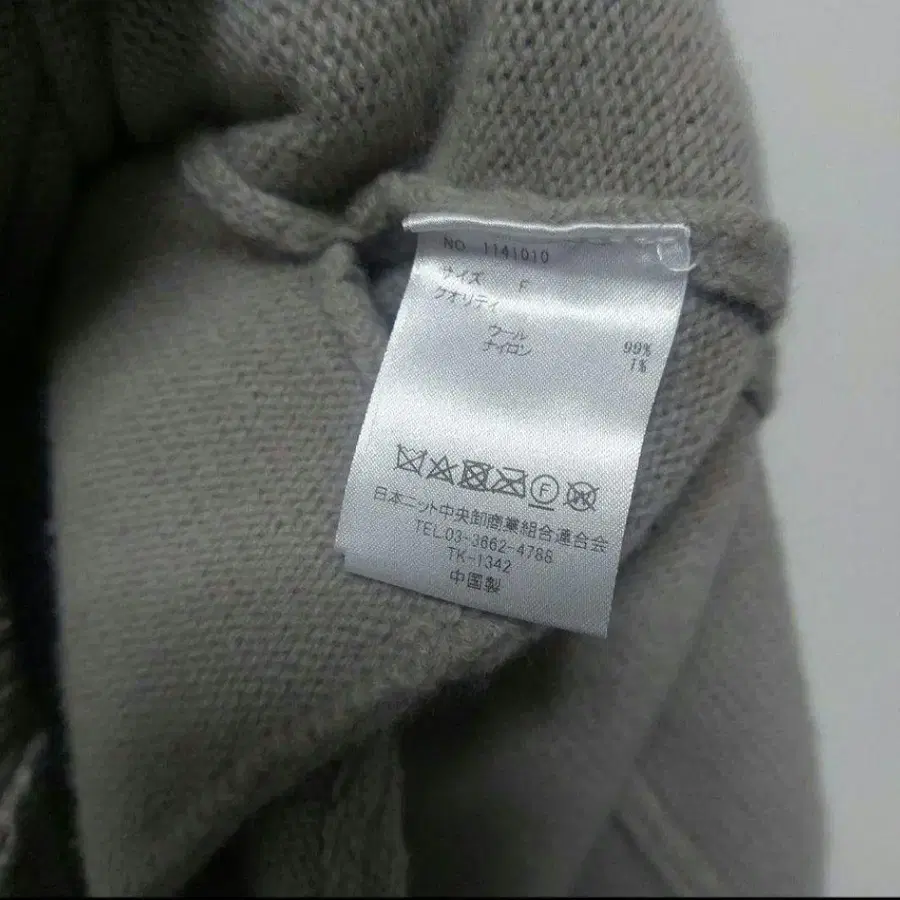 NO. 1141010
サイズ F
クオリティ
ウール 99%
ナイロン 1%
F
日本ニット中央卸商業組合連合会
TEL.03-3662-4788
TK-1342
中国製